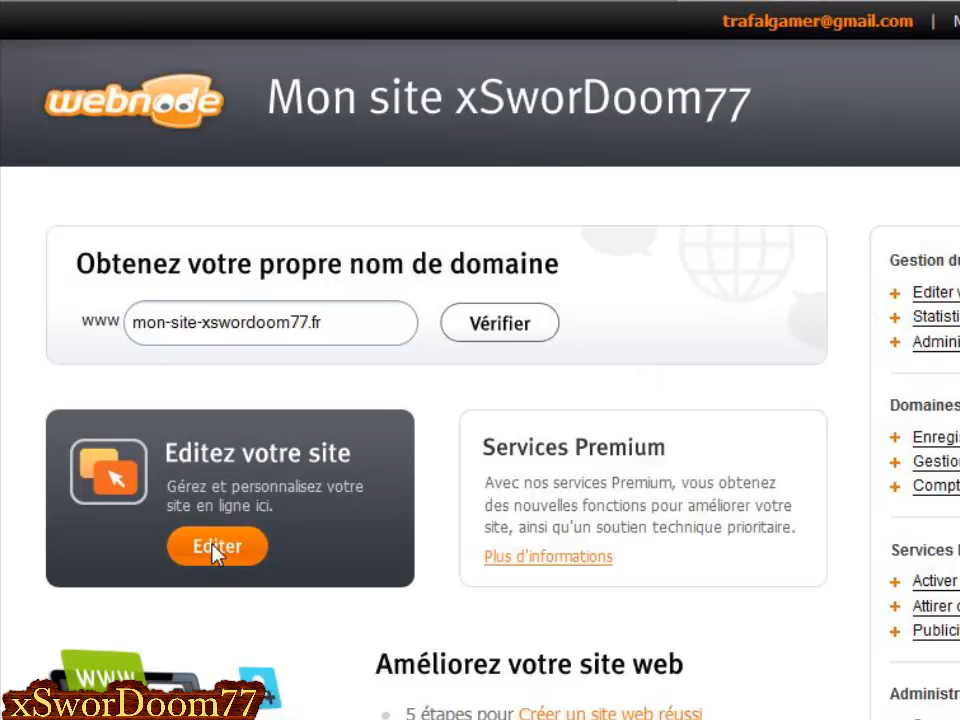 trafalgamer@gmail.com |
webnode
Mon site xSworDoom77
Obtenez votre propre nom de domaine
www mon-site-xswordoom77.fr Vérifier
Editez votre site
Gérez et personnalisez votre
site en ligne ici.
Editer
Services Premium
Avec nos services Premium, vous obtenez
des nouvelles fonctions pour améliorer votre
site, ainsi qu'un soutien technique prioritaire.
Plus d'informations
Gestion du
Editer
Statisti
Admini
Domaines
Enregi
Gestion
Compt
Services
Activer
Attirer
Publici
Administr
WWW
Améliorez votre site web
5 étapes pour Créer un site web réussi
xSworDoom77